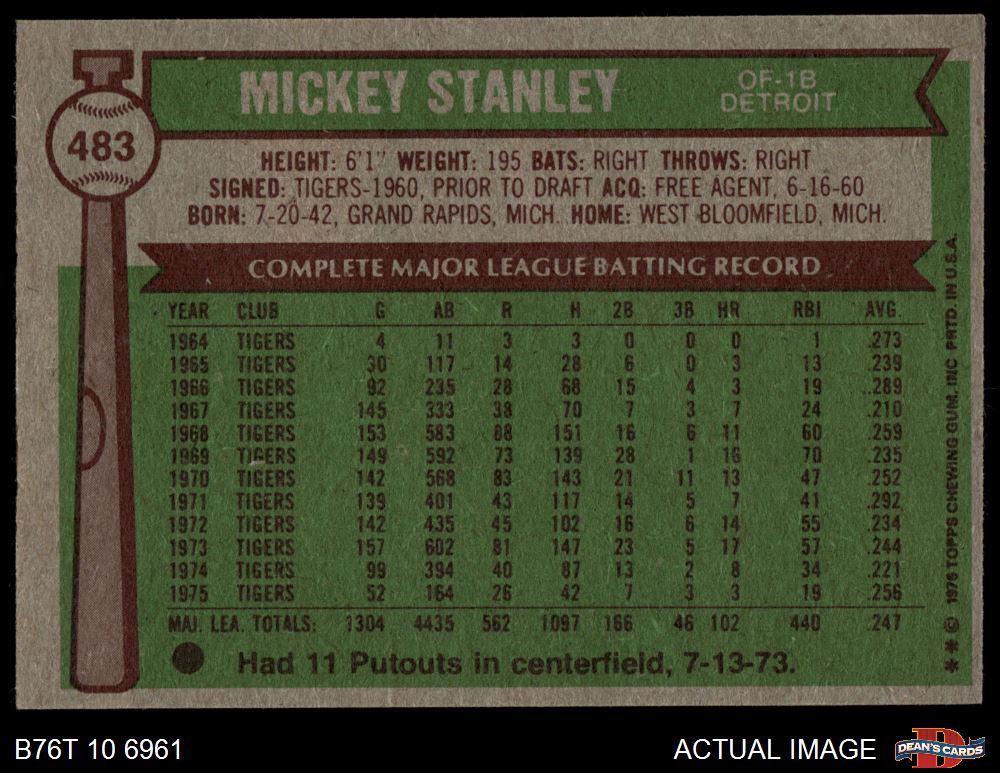 MICKEY STANLEY
OF-1B
DETROIT
483
HEIGHT: 6'1" WEIGHT: 195 BATS: RIGHT THROWS: RIGHT
SIGNED: TIGERS-1960, PRIOR TO DRAFT ACQ: FREE AGENT, 6-16-60
BORN: 7-20-42, GRAND RAPIDS, MICH. HOME: WEST BLOOMFIELD, MICH.
COMPLETE MAJOR LEAGUE BATTING RECORD
YEAR CLUB G AB R H 2B 3B HR RBI AVG.
1964 TIGERS 4 11 3 3 0 0 0 1 .273
1965 TIGERS 30 117 14 28 6 0 3 13 .239
1966 TIGERS 92 235 28 68 15 4 3 19 .289
1967 TIGERS 145 333 38 70 7 3 7 24 .210
1968 TIGERS 153 583 88 151 16 6 11 60 .259
1969 TIGERS 149 592 73 139 28 1 16 70 .235
1970 TIGERS 142 568 83 143 21 11 13 47 .252
1971 TIGERS 139 401 43 117 14 5 7 41 .292
1972 TIGERS 142 435 45 102 16 6 14 55 .234
1973 TIGERS 157 602 81 147 23 5 17 57 .244
1974 TIGERS 99 394 40 87 13 2 8 34 .221
1975 TIGERS 52 164 26 42 7 3 3 19 .256
MAJ. LEA. TOTALS: 1304 4435 562 1097 166 46 102 440 .247
Had 11 Putouts in centerfield, 7-13-73.
***© 1976 TOPPS CHEWING GUM, INC PRTD. IN U.S.A.
B76T 10 6961
ACTUAL IMAGE
D
DEAN'S CARDS